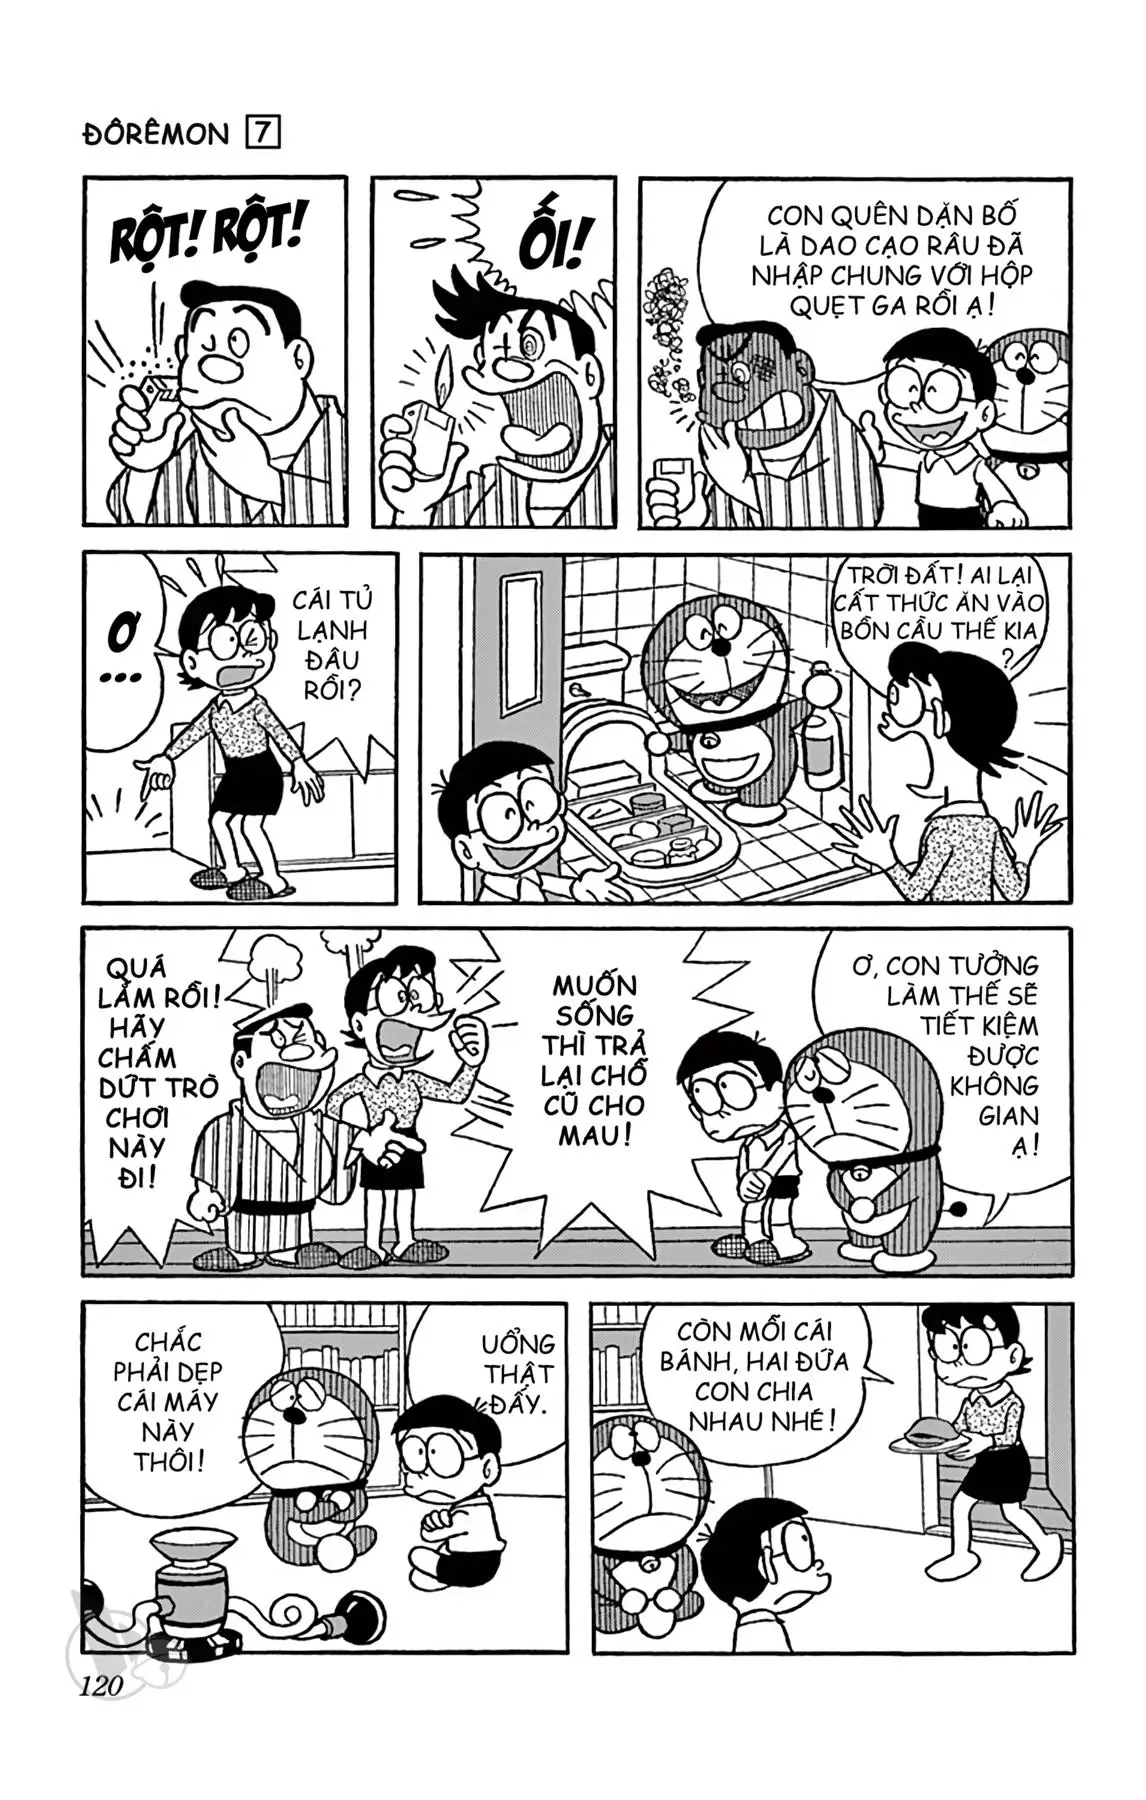 ĐÔRÊMON 7
RỘT! RỘT!
ỐI!
CON QUÊN DẶN BỐ
LÀ DAO CẠO RÂU ĐÃ
NHẬP CHUNG VỚI HỘP
QUẸT GA RỒI Ạ!
Ơ
...
CÁI TỦ
LẠNH
ĐÂU
RỒI?
TRỜI ĐẤT! AI LẠI
CẤT THỨC ĂN VÀO
BỒN CẦU THẾ KIA
?
QUÁ
LẮM RỒI!
HÃY
CHẤM
DỨT TRÒ
CHƠI
NÀY
ĐI!
MUỐN
SỐNG
THÌ TRẢ
LẠI CHỖ
CŨ CHO
MAU!
Ơ, CON TƯỞNG
LÀM THẾ SẼ
TIẾT KIỆM
ĐƯỢC
KHÔNG
GIAN
Ạ!
CHẮC
PHẢI DẸP
CÁI MÁY
NÀY
THÔI!
UỔNG
THẬT
ĐẤY.
CÒN MỖI CÁI
BÁNH, HAI ĐỨA
CON CHIA
NHAU NHÉ!
120